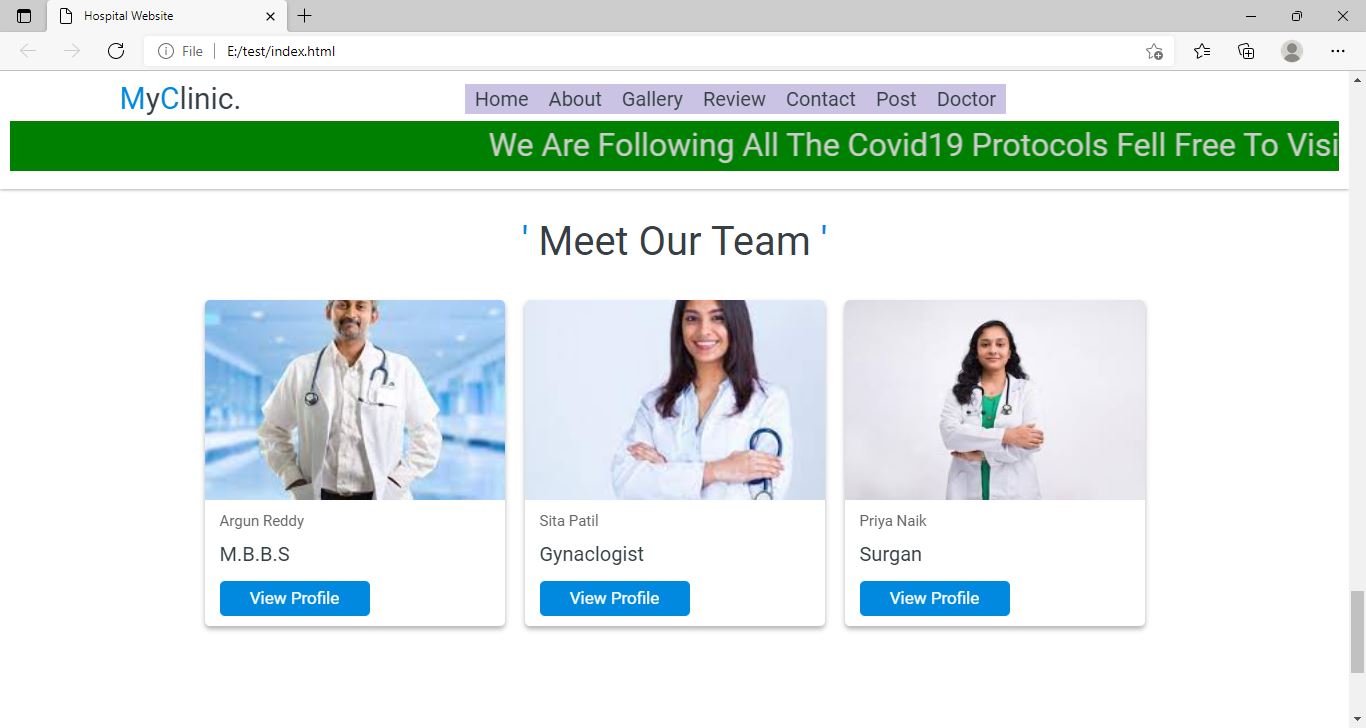 Hospital Website
File
E:/test/index.html
MyClinic.
Home About Gallery Review Contact Post Doctor
We Are Following All The Covid19 Protocols Fell Free To Visi
' Meet Our Team '
Argun Reddy
M.B.B.S
View Profile
Sita Patil
Gynaclogist
View Profile
Priya Naik
Surgan
View Profile